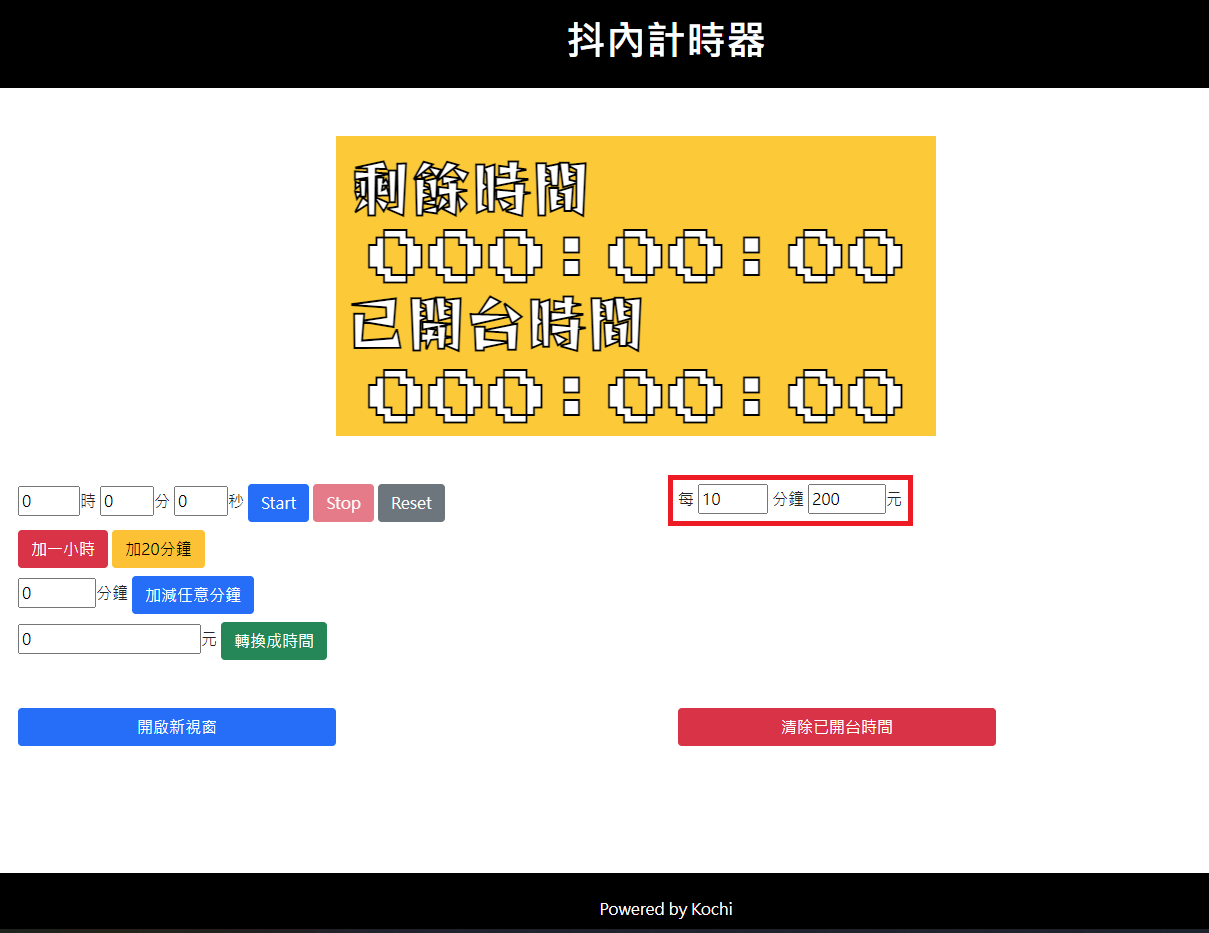 抖內計時器
剩餘時間
000:00:00
已開台時間
000:00:00
0 時 0 分 0 秒 Start Stop Reset
每 10 分鐘 200 元
加一小時 加20分鐘
0 分鐘 加減任意分鐘
0 元 轉換成時間
開啟新視窗 清除已開台時間
Powered by Kochi